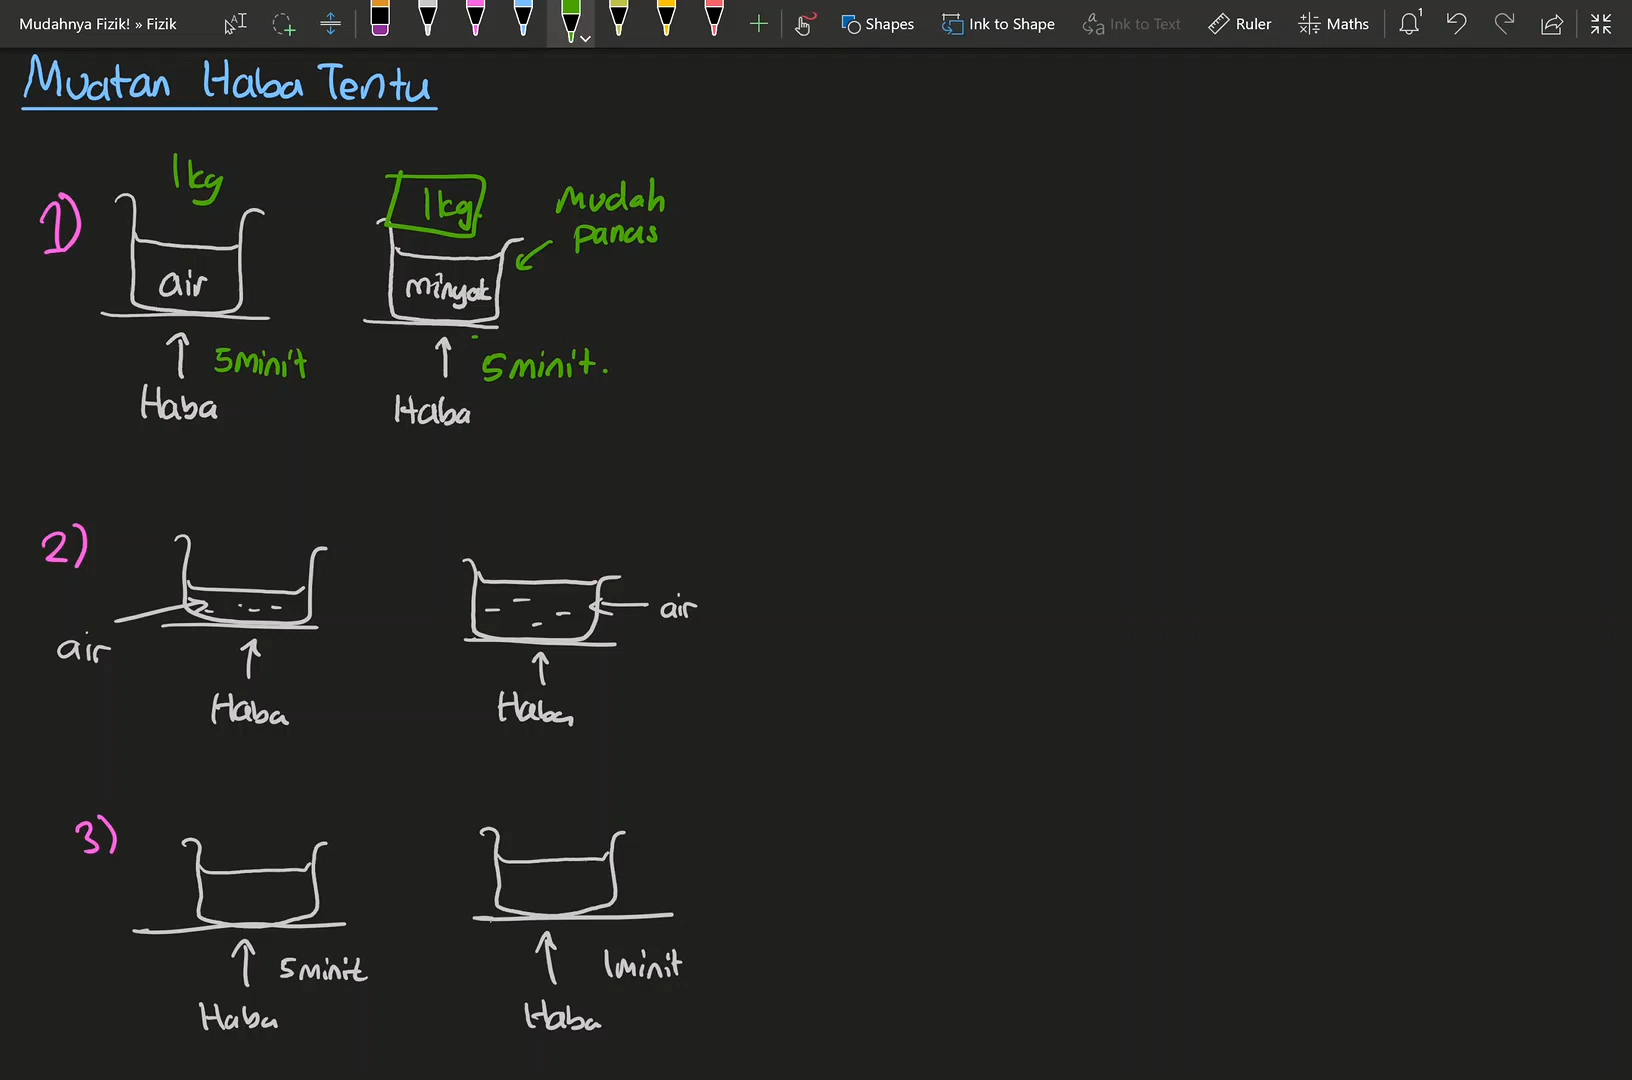 Mudahnya Fizik! » Fizik
Shapes
Ink to Shape
Ink to Text
Ruler
Maths
1
Muatan Haba Tentu
1)
1kg
air
5minit
Haba
1kg.
minyak
Mudah
panas
5minit.
Haba
2)
air
Haba
air
Haba
3)
5minit
Haba
1minit
Haba